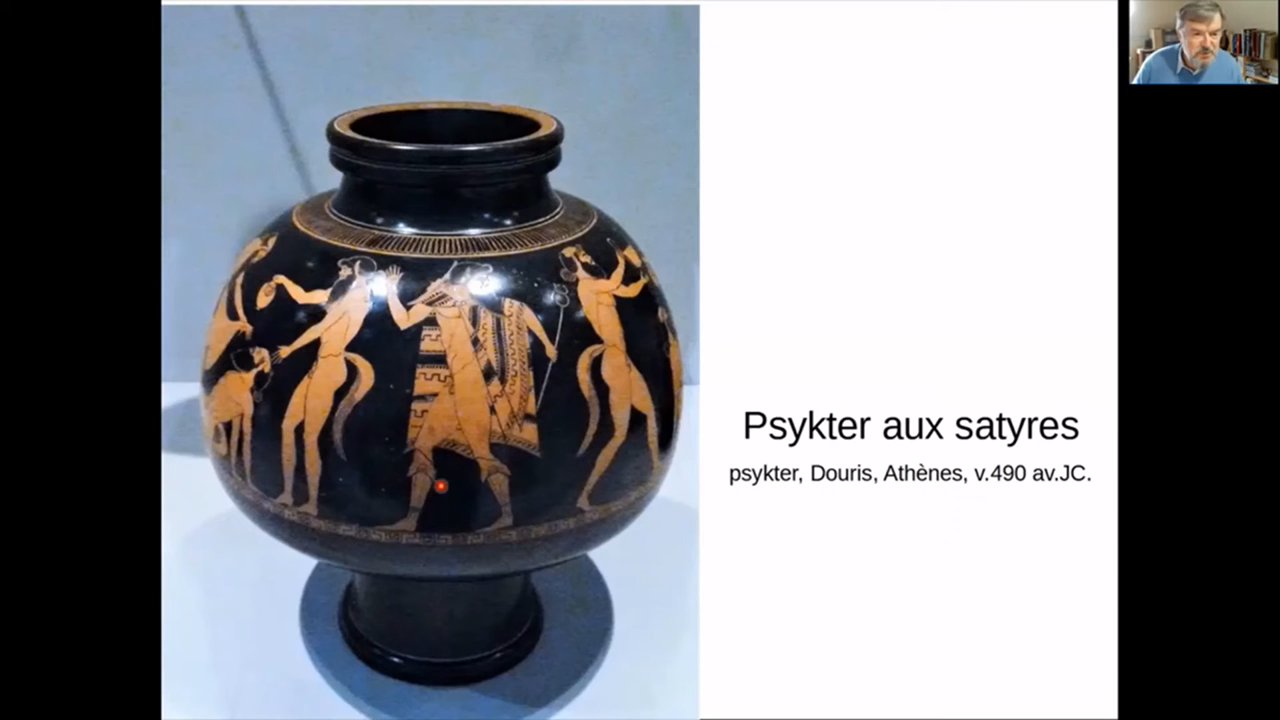 Psykter aux satyres
psykter, Douris, Athènes, v.490 av.JC.